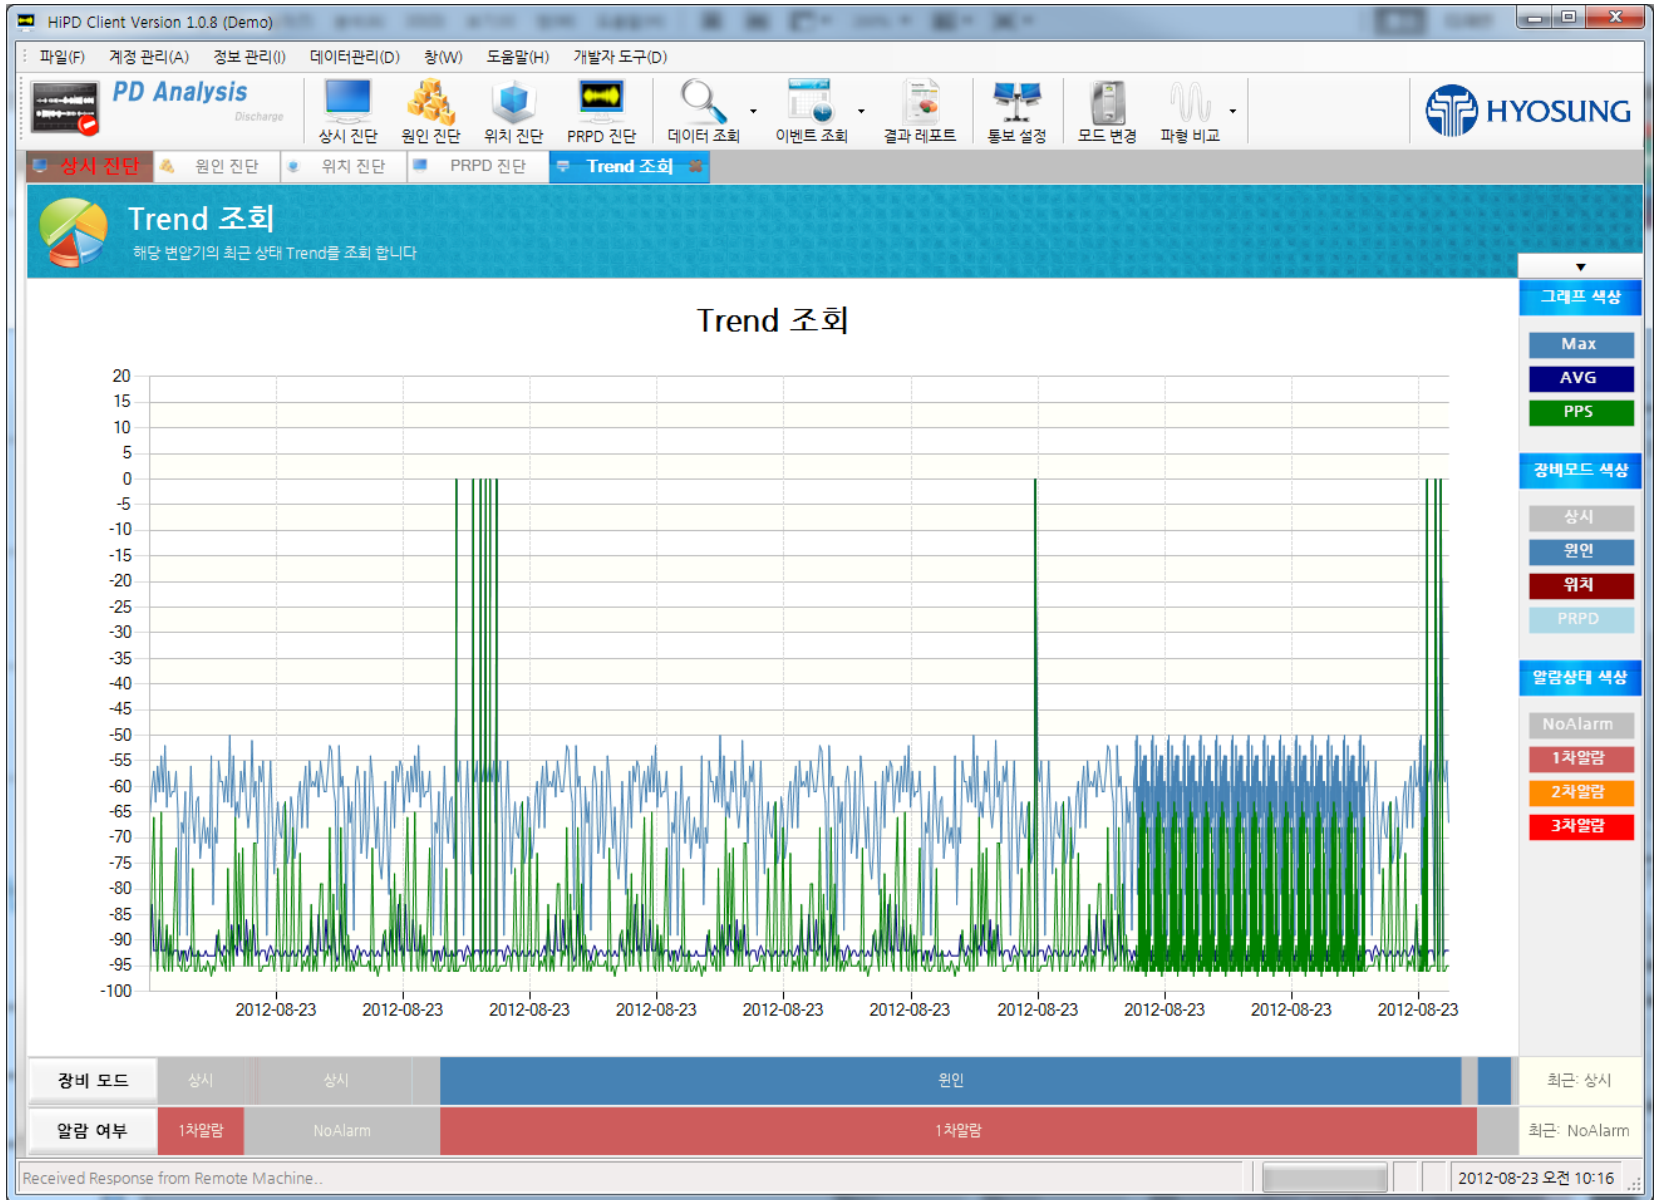 HiPD Client Version 1.0.8 (Demo)
파일(F) 계정 관리(A) 정보 관리(I) 데이터관리(D) 창(W) 도움말(H) 개발자 도구(D)
PD Analysis
Discharge
상시 진단 원인 진단 위치 진단 PRPD 진단 데이터 조회 이벤트 조회 결과 레포트 통보 설정 모드 변경 파형 비교
HYOSUNG
상시 진단 원인 진단 위치 진단 PRPD 진단 Trend 조회
Trend 조회
해당 변압기의 최근 상태 Trend를 조회 합니다
그래프 색상
Max
AVG
PPS
장비모드 색상
상시
원인
위치
PRPD
알람상태 색상
NoAlarm
1차알람
2차알람
3차알람
Trend 조회
20
15
10
5
0
-5
-10
-15
-20
-25
-30
-35
-40
-45
-50
-55
-60
-65
-70
-75
-80
-85
-90
-95
-100
2012-08-23 2012-08-23 2012-08-23 2012-08-23 2012-08-23 2012-08-23 2012-08-23 2012-08-23 2012-08-23 2012-08-23
장비 모드 상시 상시 원인 최근: 상시
알람 여부 1차알람 NoAlarm 1차알람 최근: NoAlarm
Received Response from Remote Machine.. 2012-08-23 오전 10:16